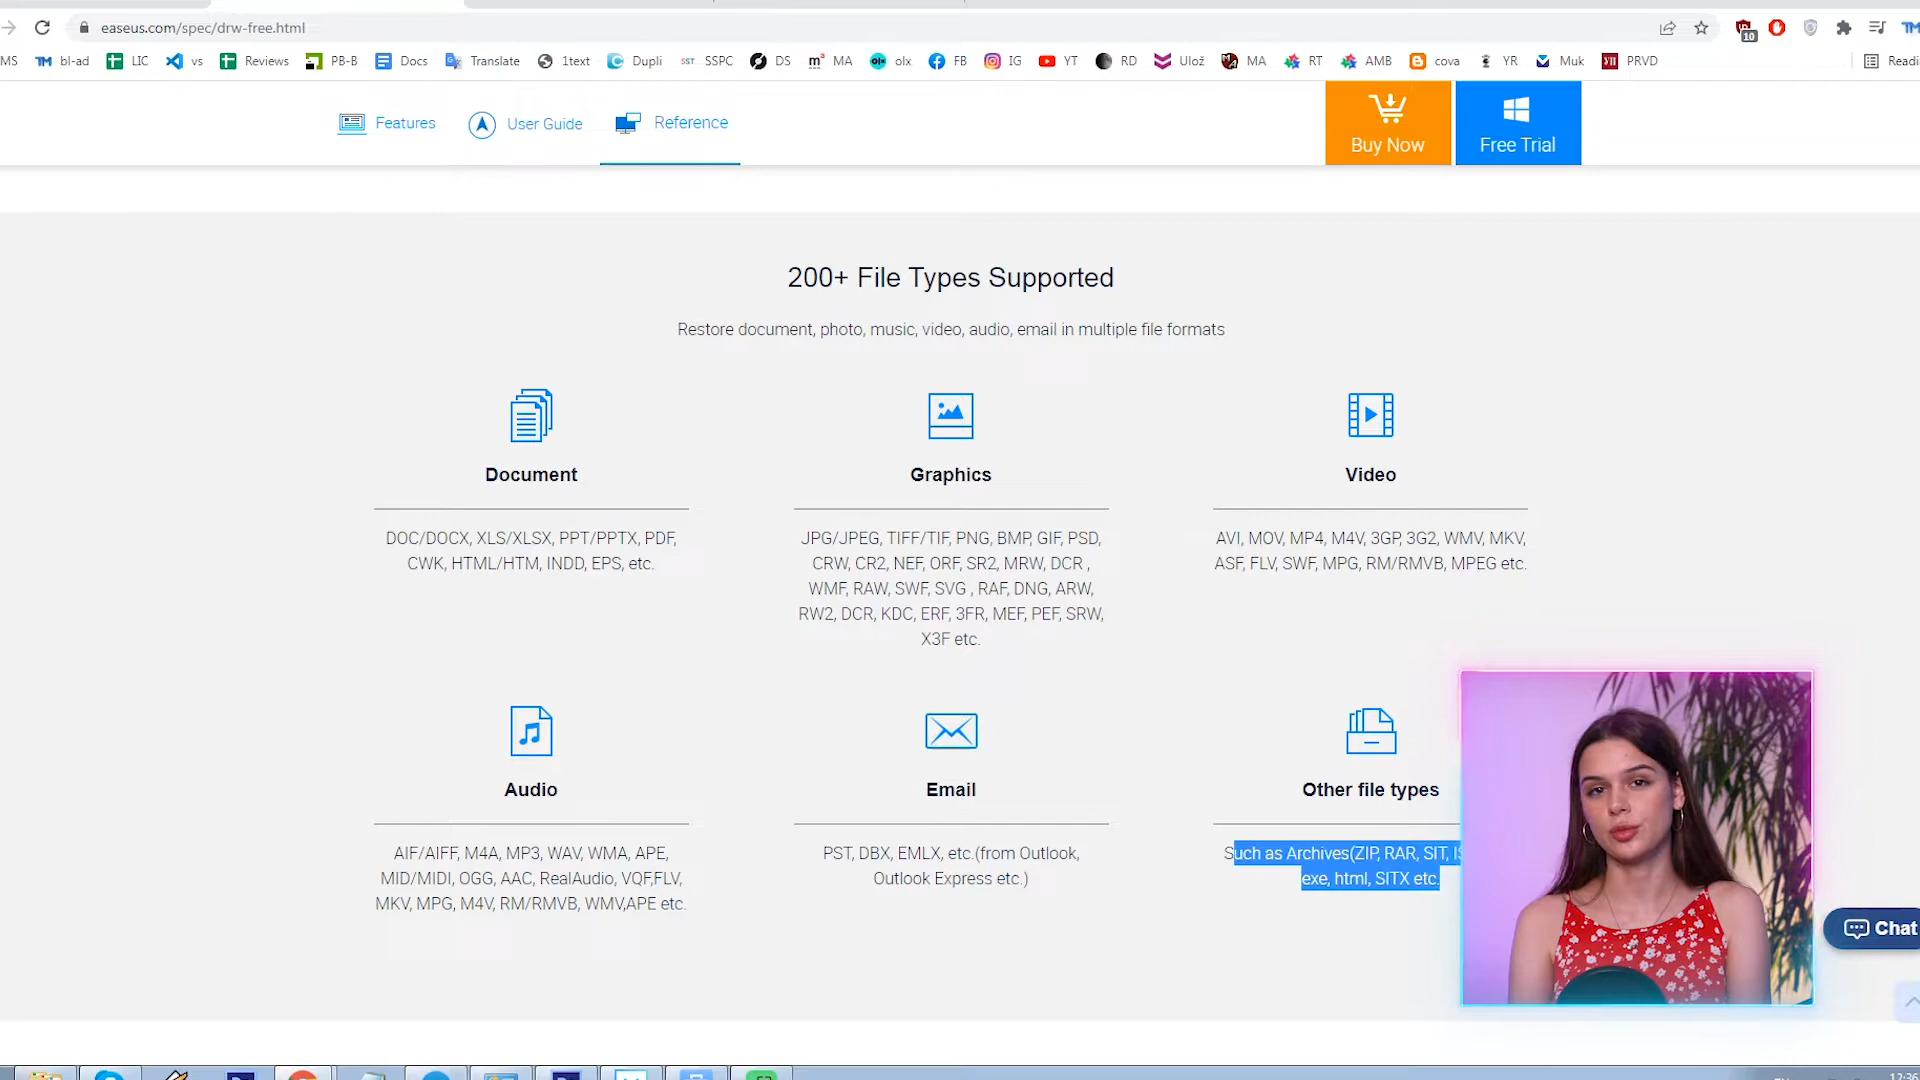 easeus.com/spec/drw-free.html
10
MS bl-ad LIC vs Reviews PB-B Docs Translate 1text Dupli SSPC DS MA olx FB IG YT RD Ulož MA RT AMB cova YR Muk PRVD
Features
User Guide
Reference
Buy Now
Free Trial
200+ File Types Supported
Restore document, photo, music, video, audio, email in multiple file formats
Document
DOC/DOCX, XLS/XLSX, PPT/PPTX, PDF,
CWK, HTML/HTM, INDD, EPS, etc.
Graphics
JPG/JPEG, TIFF/TIF, PNG, BMP, GIF, PSD,
CRW, CR2, NEF, ORF, SR2, MRW, DCR ,
WMF, RAW, SWF, SVG , RAF, DNG, ARW,
RW2, DCR, KDC, ERF, 3FR, MEF, PEF, SRW,
X3F etc.
Video
AVI, MOV, MP4, M4V, 3GP, 3G2, WMV, MKV,
ASF, FLV, SWF, MPG, RM/RMVB, MPEG etc.
Audio
AIF/AIFF, M4A, MP3, WAV, WMA, APE,
MID/MIDI, OGG, AAC, RealAudio, VQF,FLV,
MKV, MPG, M4V, RM/RMVB, WMV,APE etc.
Email
PST, DBX, EMLX, etc.(from Outlook,
Outlook Express etc.)
Other file types
Such as Archives(ZIP, RAR, SIT,
exe, html, SITX etc.
Chat
12:36